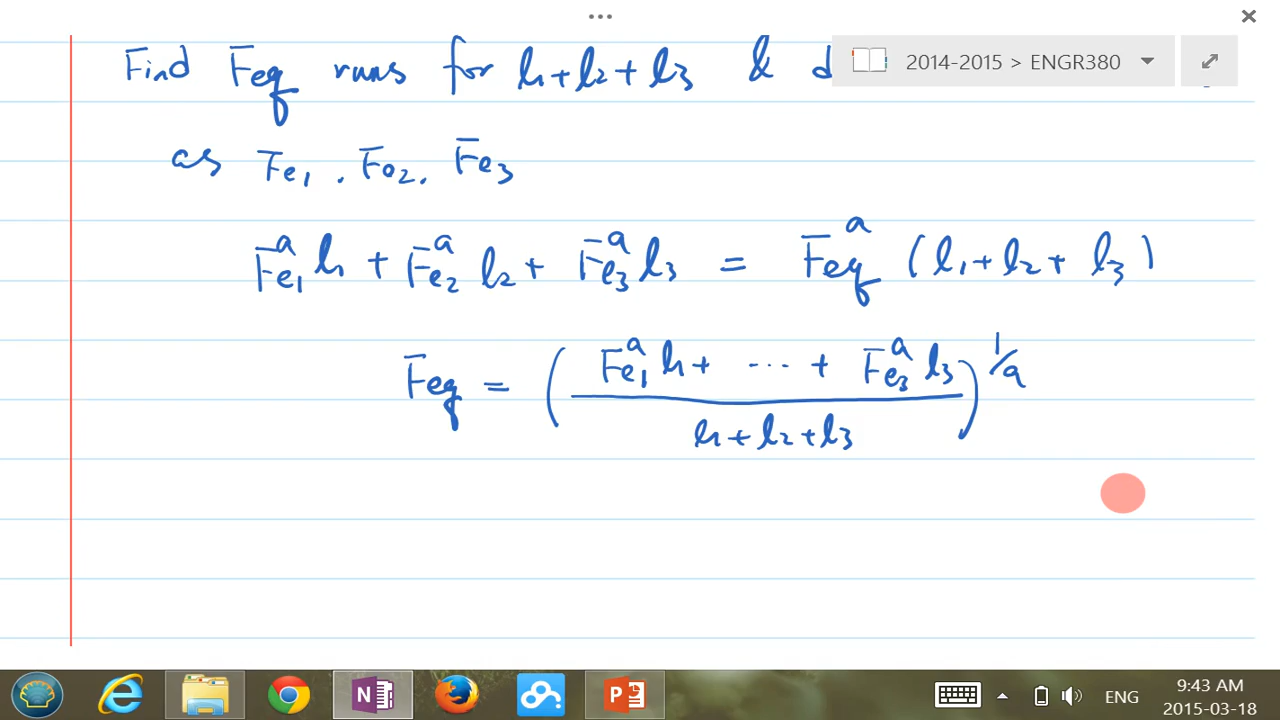 Find Feq runs for l1+l2+l3 & d
2014-2015 > ENGR380
as Fe1, Fe2, Fe3
Fe1^a l1 + Fe2^a l2 + Fe3^a l3 = Feq^a (l1+l2+l3)
Feq = ( (Fe1^a l1 + ... + Fe3^a l3) / (l1+l2+l3) )^1/a
ENG
9:43 AM
2015-03-18